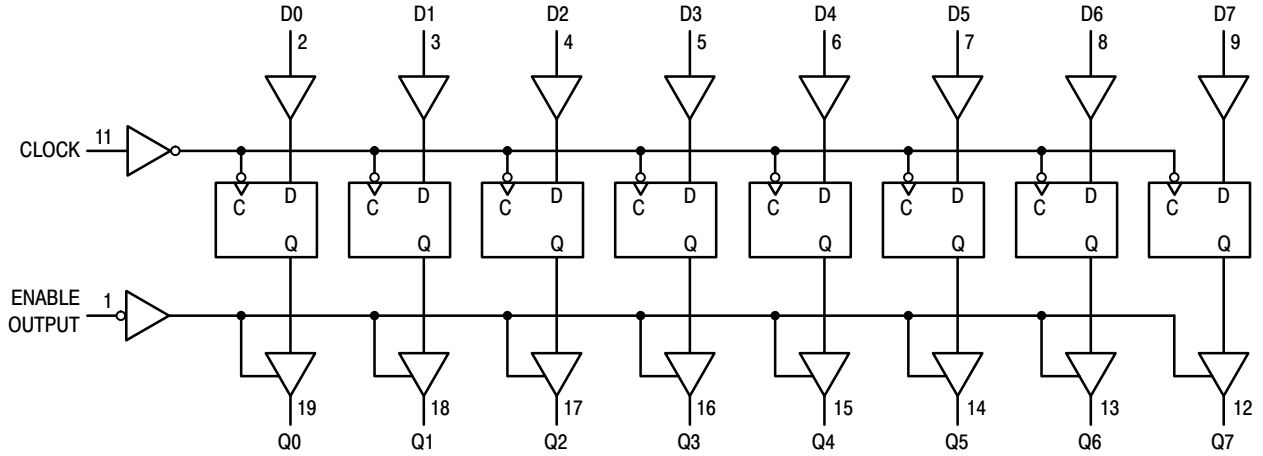 D0 D1 D2 D3 D4 D5 D6 D7
2 3 4 5 6 7 8 9
CLOCK 11
C D C D C D C D C D C D C D C D
Q Q Q Q Q Q Q Q
ENABLE 1
OUTPUT
19 18 17 16 15 14 13 12
Q0 Q1 Q2 Q3 Q4 Q5 Q6 Q7